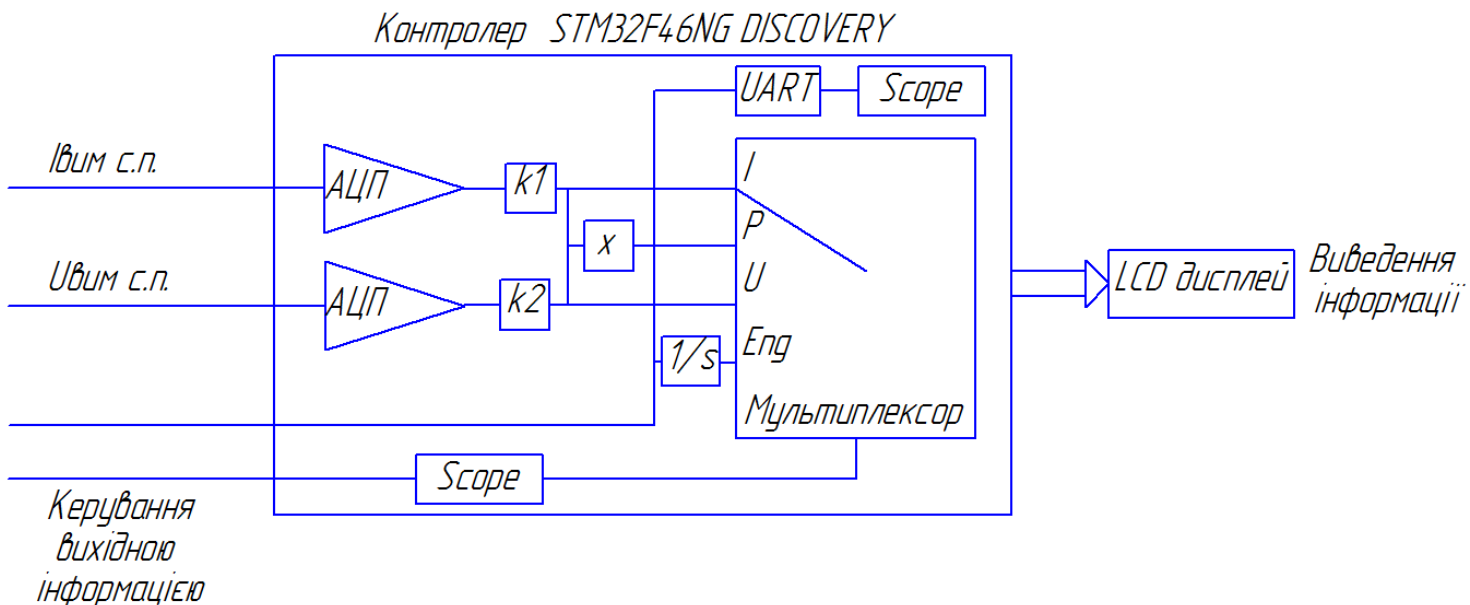 Контролер STM32F46NG DISCOVERY
UART
Scope
Iвим с.п.
АЦП
k1
I
P
x
Uвим с.п.
АЦП
k2
U
LCD дисплей
Виведення
інформації
1/s
Eng
Мультиплексор
Scope
Керування
вихідною
інформацією